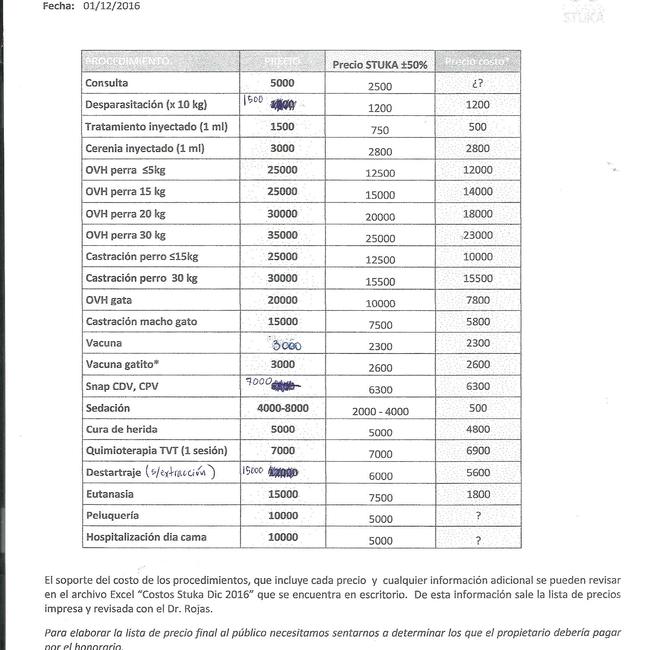 Fecha: 01/12/2016
STUKA
PROCEDIMIENTO PRECIO Precio STUKA ±50% Precio costo*
Consulta 5000 2500 ¿?
Desparasitación (x 10 kg) 1500 1200 1200
Tratamiento inyectado (1 ml) 1500 750 500
Cerenia inyectado (1 ml) 3000 2800 2800
OVH perra ≤5kg 25000 12500 12000
OVH perra 15 kg 25000 15000 14000
OVH perra 20 kg 30000 20000 18000
OVH perra 30 kg 35000 25000 23000
Castración perro ≤15kg 25000 12500 10000
Castración perro 30 kg 30000 15500 15500
OVH gata 20000 10000 7800
Castración macho gato 15000 7500 5800
Vacuna 3000 2300 2300
Vacuna gatito* 3000 2600 2600
Snap CDV, CPV 7000 6300 6300
Sedación 4000-8000 2000 - 4000 500
Cura de herida 5000 5000 4800
Quimioterapia TVT (1 sesión) 7000 7000 6900
Destartraje (s/extracción) 15000 6000 5600
Eutanasia 15000 7500 1800
Peluquería 10000 5000 ?
Hospitalización dia cama 10000 5000 ?
El soporte del costo de los procedimientos, que incluye cada precio y cualquier información adicional se pueden revisar
en el archivo Excel “Costos Stuka Dic 2016” que se encuentra en escritorio. De esta información sale la lista de precios
impresa y revisada con el Dr. Rojas.
Para elaborar la lista de precio final al público necesitamos sentarnos a determinar los que el propietario debería pagar
por el honorario.